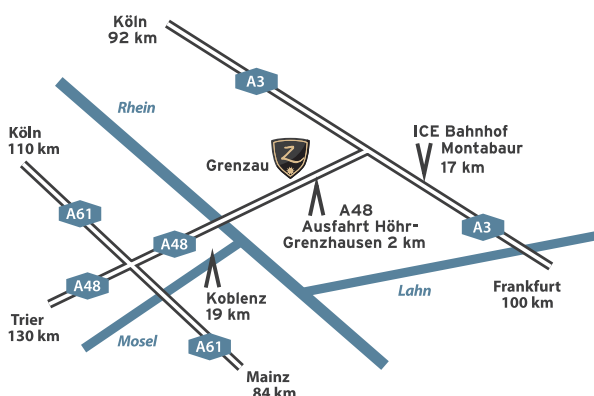 Köln
92 km
A3
Rhein
Köln
110 km
ICE Bahnhof
Montabaur
17 km
Grenzau
Z
A61
A48
Ausfahrt Höhr-
Grenzhausen 2 km
A3
A48
A48
Koblenz
19 km
Lahn
Frankfurt
100 km
Trier
130 km
Mosel
A61
Mainz
84 km